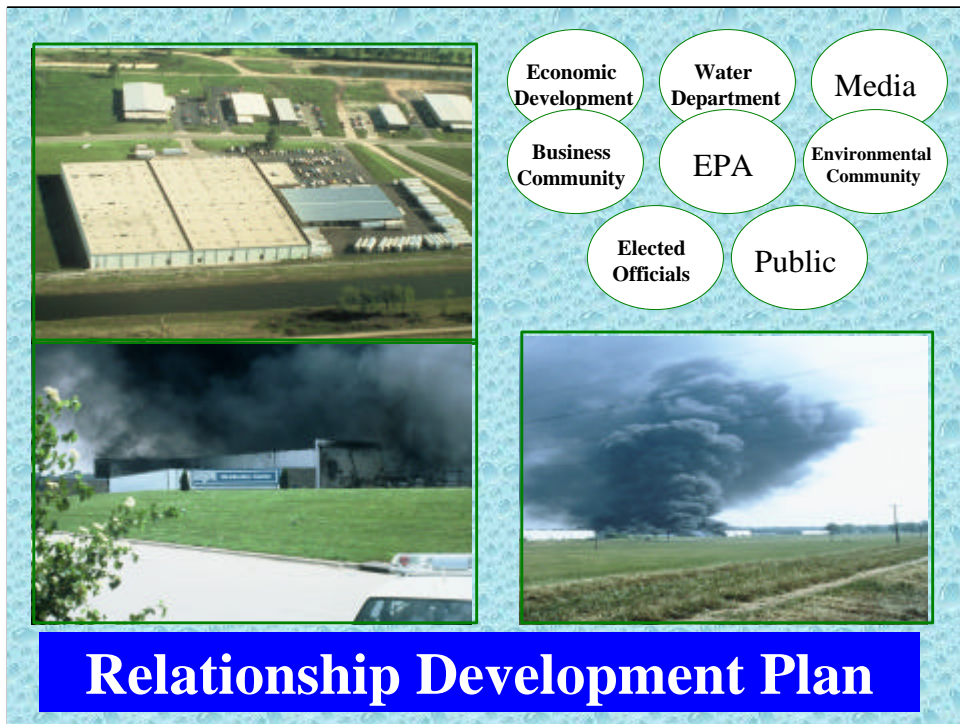 Economic
Development
Water
Department
Media
Business
Community
EPA
Environmental
Community
Elected
Officials
Public
Relationship Development Plan